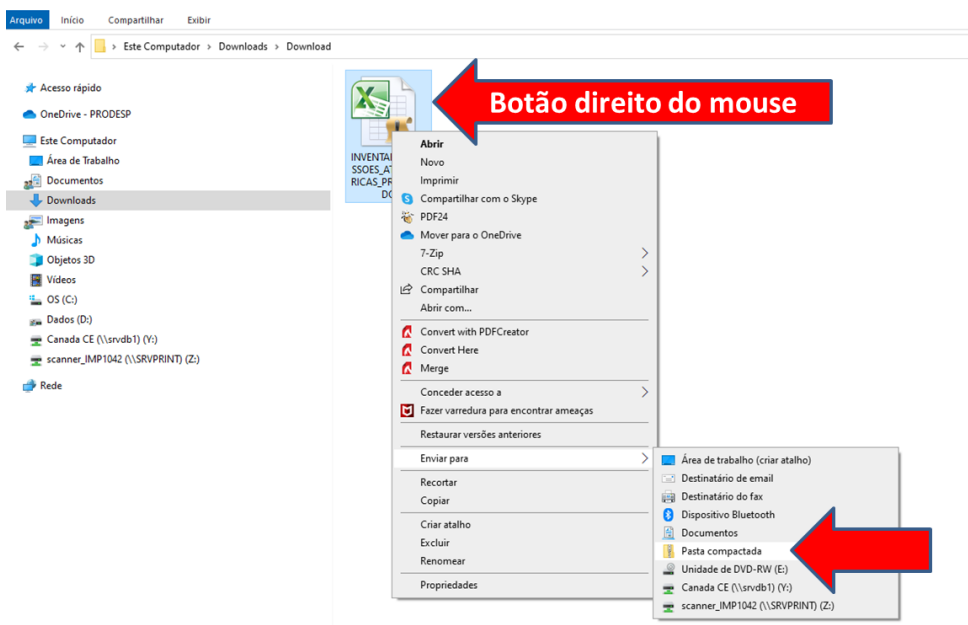 Arquivo Início Compartilhar Exibir
Este Computador > Downloads > Download
Acesso rápido
OneDrive - PRODESP
Este Computador
Área de Trabalho
Documentos
Downloads
Imagens
Músicas
Objetos 3D
Vídeos
OS (C:)
Dados (D:)
Canada CE (\\srvdb1) (Y:)
scanner_IMP1042 (\\SRVPRINT) (Z:)
Rede
Botão direito do mouse
INVENTA
SSOES_AT
RICAS_PR
DO
Abrir
Novo
Imprimir
Compartilhar com o Skype
PDF24
Mover para o OneDrive
7-Zip
CRC SHA
Compartilhar
Abrir com...
Convert with PDFCreator
Convert Here
Merge
Conceder acesso a
Fazer varredura para encontrar ameaças
Restaurar versões anteriores
Enviar para
Recortar
Copiar
Criar atalho
Excluir
Renomear
Propriedades
Área de trabalho (criar atalho)
Destinatário de email
Destinatário do fax
Dispositivo Bluetooth
Documentos
Pasta compactada
Unidade de DVD-RW (E:)
Canada CE (\\srvdb1) (Y:)
scanner_IMP1042 (\\SRVPRINT) (Z:)